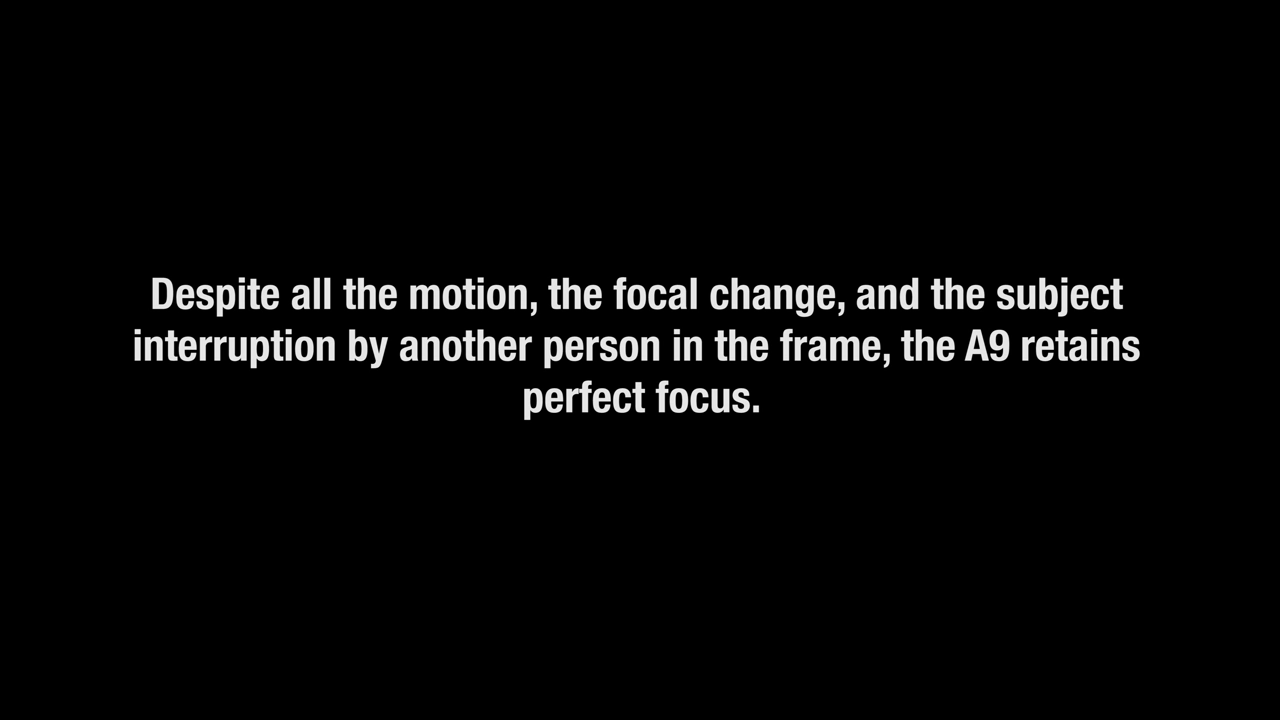 Despite all the motion, the focal change, and the subject
interruption by another person in the frame, the A9 retains
perfect focus.